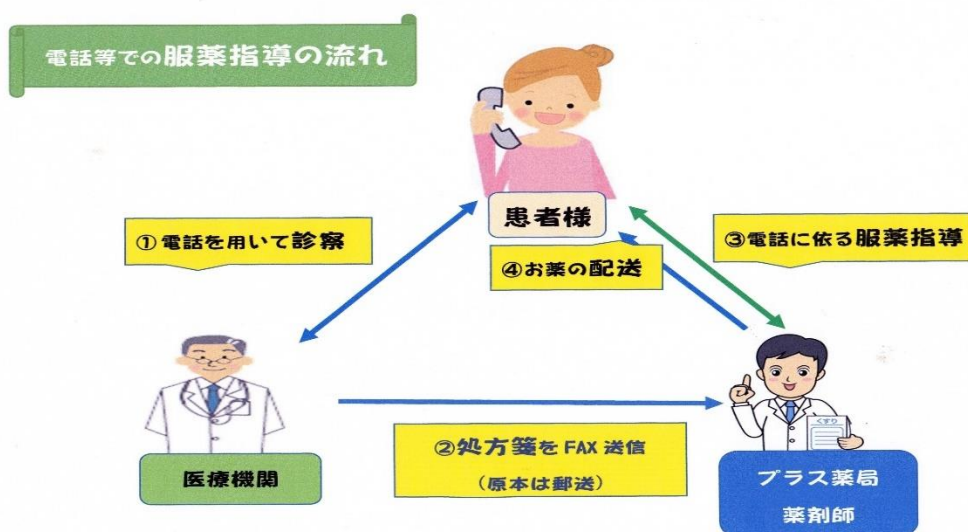 電話等での服薬指導の流れ
患者様
①電話を用いて診察
③電話に依る服薬指導
④お薬の配送
くすり
②処方箋を FAX 送信
(原本は郵送)
医療機関
プラス薬局
薬剤師